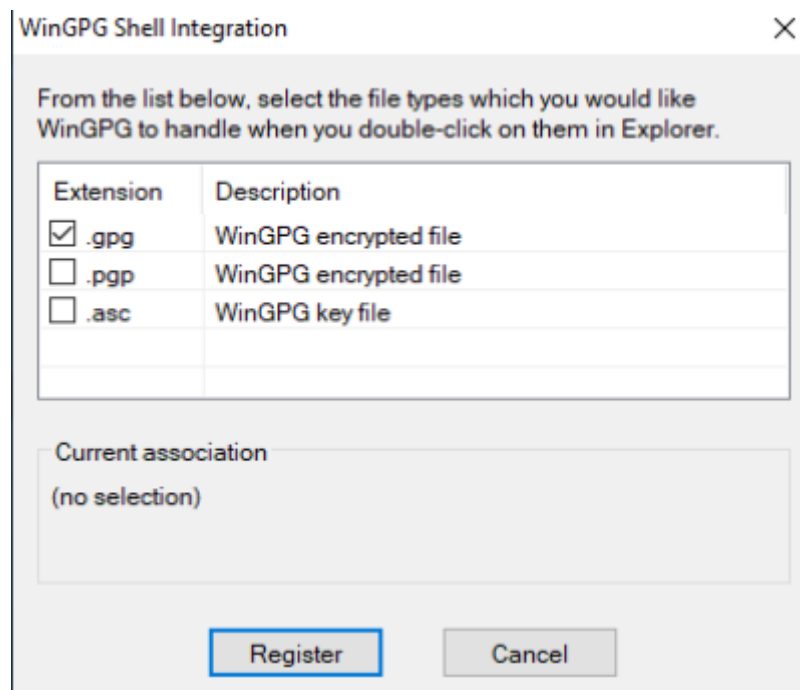 WinGPG Shell Integration
From the list below, select the file types which you would like
WinGPG to handle when you double-click on them in Explorer.
Extension Description
.gpg WinGPG encrypted file
.pgp WinGPG encrypted file
.asc WinGPG key file
Current association
(no selection)
Register Cancel